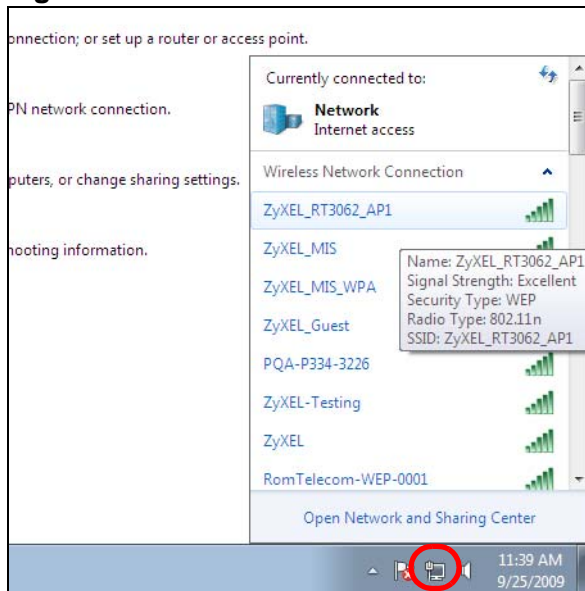 onnection; or set up a router or access point.
PN network connection.
puters, or change sharing settings.
hooting information.
Currently connected to:
Network
Internet access
Wireless Network Connection
ZyXEL_RT3062_AP1
ZyXEL_MIS
ZyXEL_MIS_WPA
ZyXEL_Guest
PQA-P334-3226
ZyXEL-Testing
ZyXEL
RomTelecom-WEP-0001
Name: ZyXEL_RT3062_AP1
Signal Strength: Excellent
Security Type: WEP
Radio Type: 802.11n
SSID: ZyXEL_RT3062_AP1
Open Network and Sharing Center
11:39 AM
9/25/2009